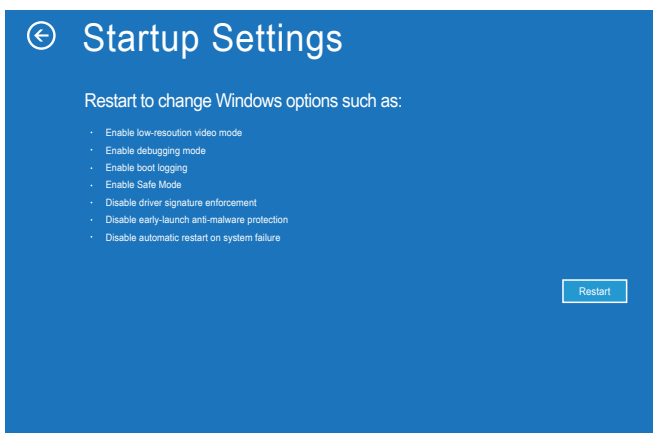 Startup Settings
Restart to change Windows options such as:
· Enable low-resoution video mode
· Enable debugging mode
· Enable boot logging
· Enable Safe Mode
· Disable driver signature enforcement
· Disable early-launch anti-malware protection
· Disable automatic restart on system failure
Restart